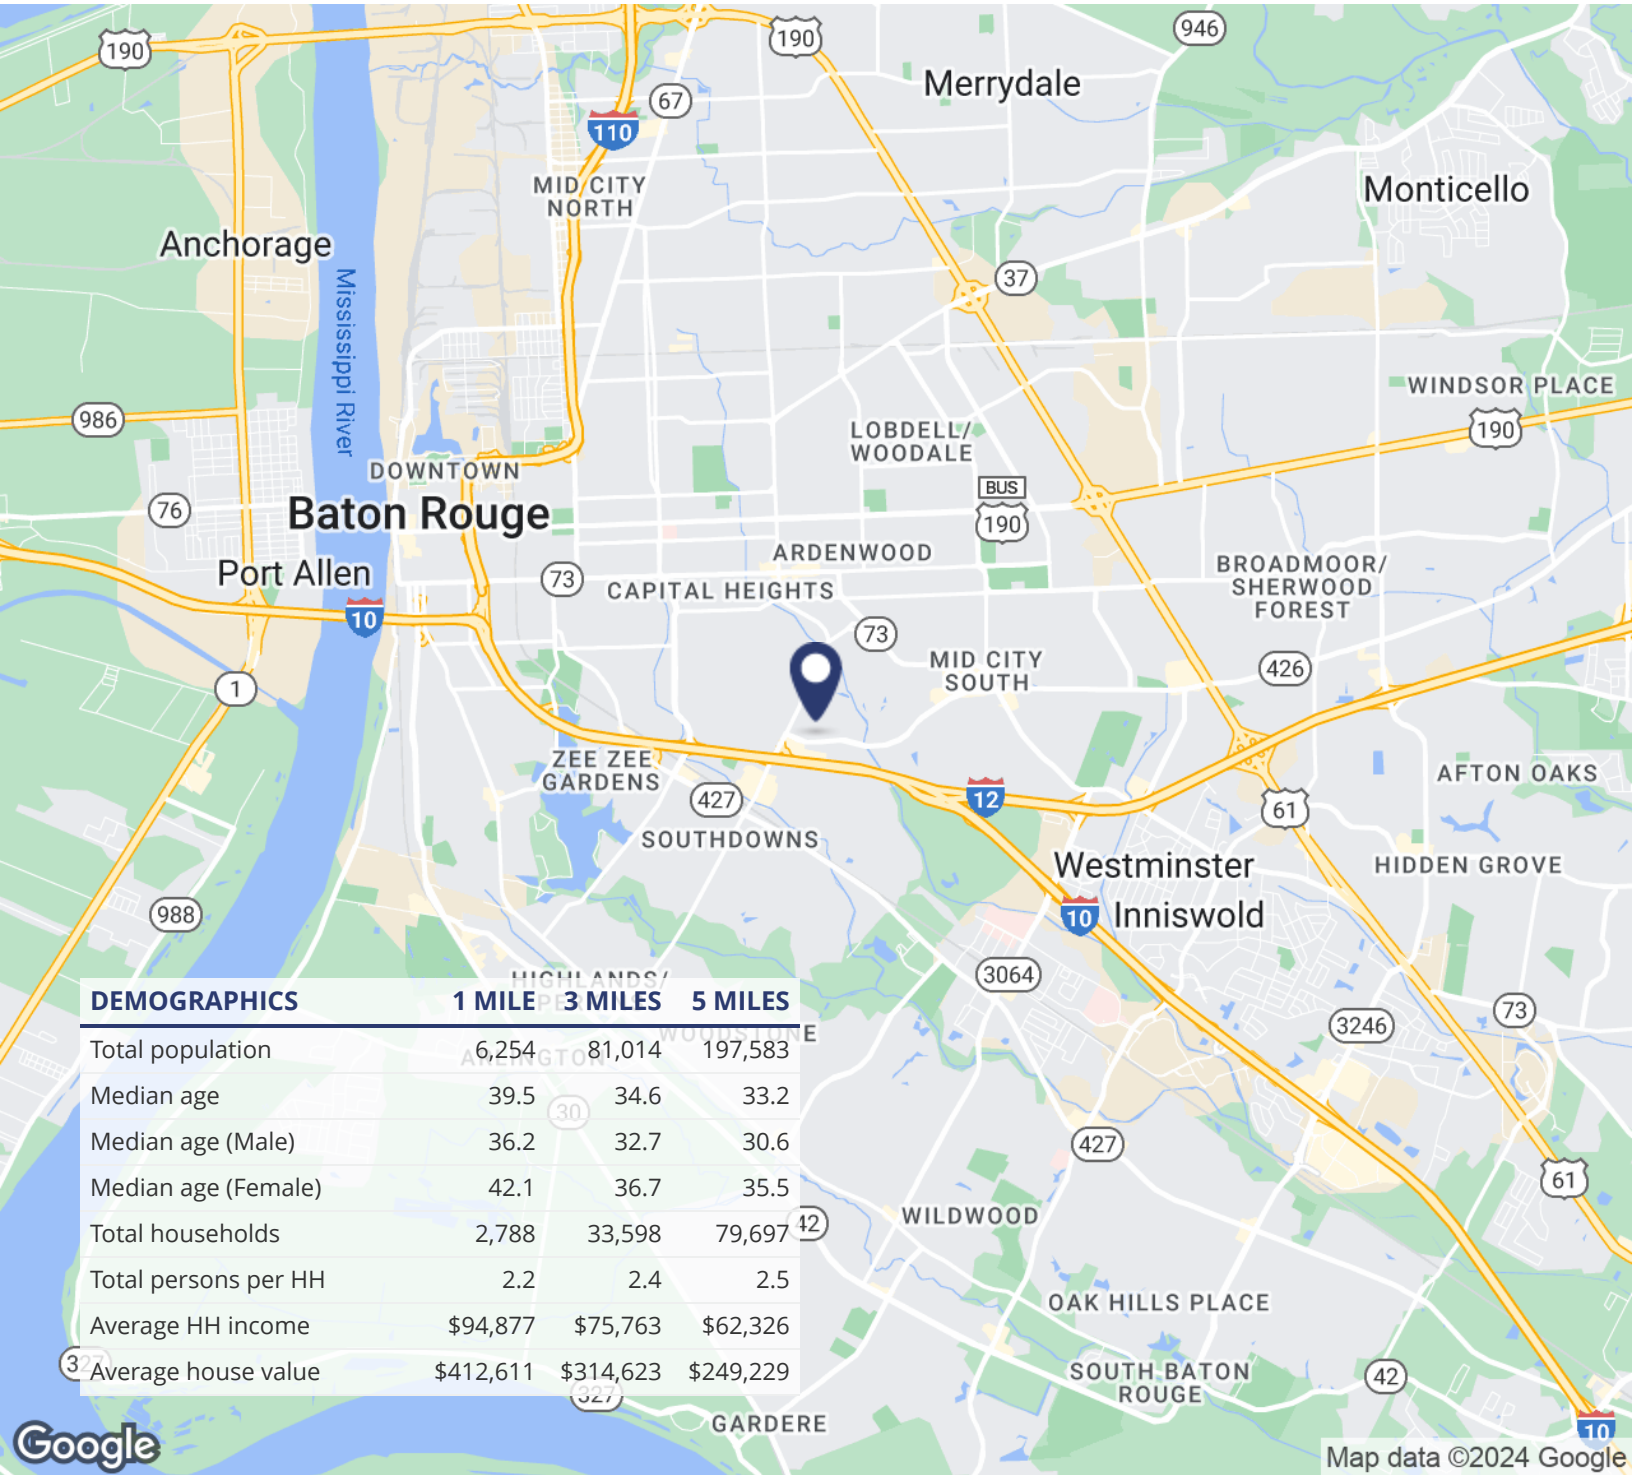 190
190
946
Merrydale
67
110
MID CITY
NORTH
Monticello
Anchorage
Mississippi River
37
WINDSOR PLACE
986
190
LOBDELL/
WOODALE
DOWNTOWN
Baton Rouge
76
BUS
190
ARDENWOOD
Port Allen
73
CAPITAL HEIGHTS
BROADMOOR/
SHERWOOD
FOREST
10
73
MID CITY
SOUTH
426
1
ZEE ZEE
GARDENS
427
12
61
AFTON OAKS
SOUTHDOWNS
Westminster
HIDDEN GROVE
988
10
Inniswold
3064
HIGHLANDS/
PERKINS
73
3246
WOODSTONE
ARLINGTON
DEMOGRAPHICS 1 MILE 3 MILES 5 MILES
Total population 6,254 81,014 197,583
Median age 39.5 34.6 33.2
Median age (Male) 36.2 32.7 30.6
Median age (Female) 42.1 36.7 35.5
Total households 2,788 33,598 79,697
Total persons per HH 2.2 2.4 2.5
Average HH income $94,877 $75,763 $62,326
Average house value $412,611 $314,623 $249,229
30
427
61
42
WILDWOOD
OAK HILLS PLACE
327
SOUTH BATON
ROUGE
42
327
GARDERE
10
Google
Map data ©2024 Google